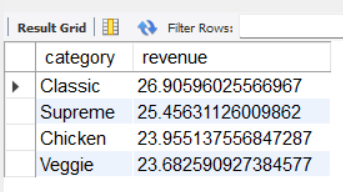 Result Grid Filter Rows:
category revenue
Classic 26.90596025566967
Supreme 25.45631126009862
Chicken 23.955137556847287
Veggie 23.682590927384577